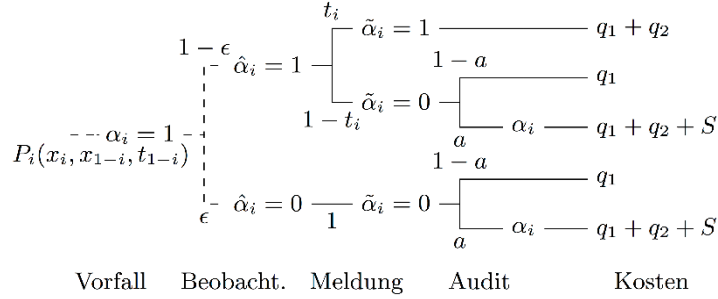 t_i
α̃_i = 1 q_1 + q_2
1 − ϵ
α̂_i = 1
1 − a
q_1
1 − t_i
α̃_i = 0
a
α_i
q_1 + q_2 + S
α_i = 1
P_i(x_i, x_{1−i}, t_{1−i})
1 − a
q_1
ϵ
α̂_i = 0
1
α̃_i = 0
a
α_i
q_1 + q_2 + S
Vorfall Beobacht. Meldung Audit Kosten